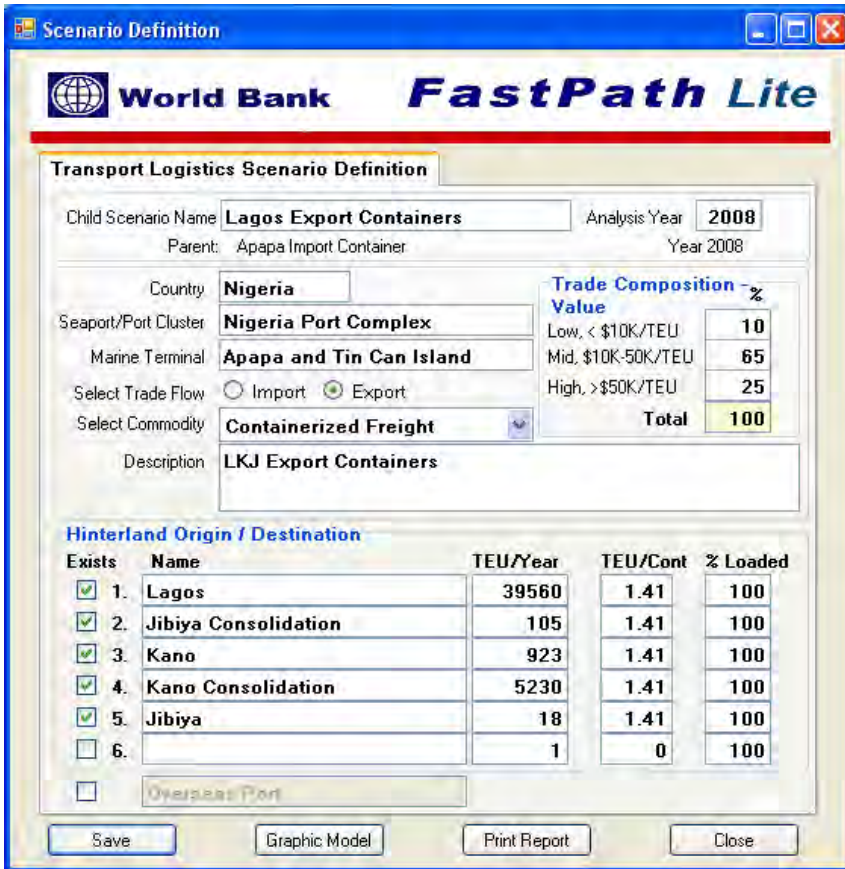 Scenario Definition
World Bank FastPath Lite
Transport Logistics Scenario Definition
Child Scenario Name Lagos Export Containers Analysis Year 2008
Parent: Apapa Import Container Year 2008
Country Nigeria
Seaport/Port Cluster Nigeria Port Complex
Marine Terminal Apapa and Tin Can Island
Select Trade Flow Import Export
Select Commodity Containerized Freight
Description LKJ Export Containers
Trade Composition - %
Value
Low, < $10K/TEU 10
Mid, $10K-50K/TEU 65
High, >$50K/TEU 25
Total 100
Hinterland Origin / Destination
Exists Name TEU/Year TEU/Cont % Loaded
1. Lagos 39560 1.41 100
2. Jibiya Consolidation 105 1.41 100
3. Kano 923 1.41 100
4. Kano Consolidation 5230 1.41 100
5. Jibiya 18 1.41 100
6. 1 0 100
Overseas Port
Save Graphic Model Print Report Close